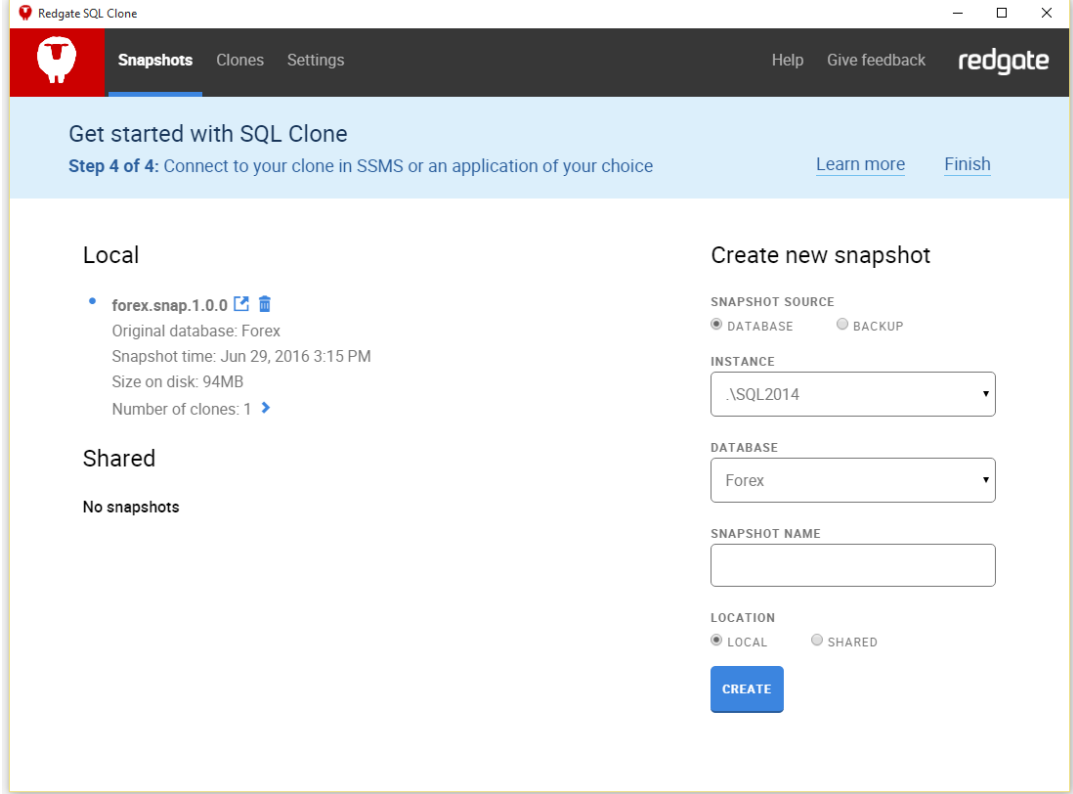 Redgate SQL Clone
Snapshots Clones Settings Help Give feedback redgate
Get started with SQL Clone
Step 4 of 4: Connect to your clone in SSMS or an application of your choice Learn more Finish
Local
forex.snap.1.0.0
Original database: Forex
Snapshot time: Jun 29, 2016 3:15 PM
Size on disk: 94MB
Number of clones: 1
Shared
No snapshots
Create new snapshot
SNAPSHOT SOURCE
DATABASE BACKUP
INSTANCE
.\SQL2014
DATABASE
Forex
SNAPSHOT NAME
LOCATION
LOCAL SHARED
CREATE